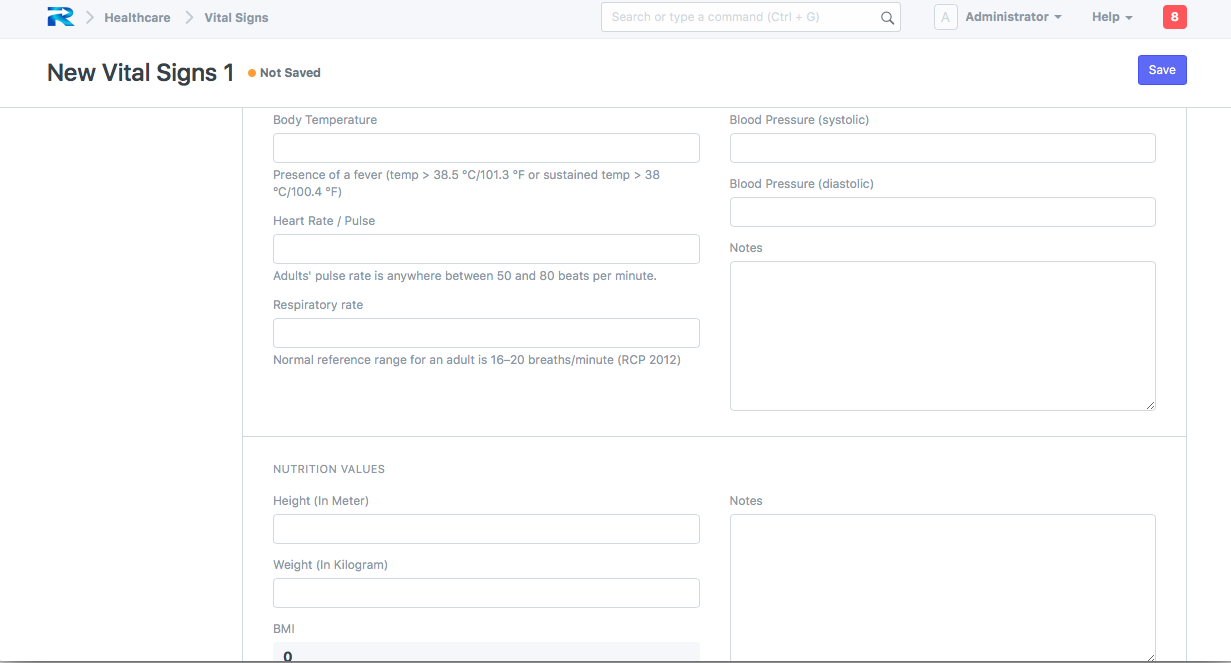 Healthcare
Vital Signs
Search or type a command (Ctrl + G)
A
Administrator
Help
8
New Vital Signs 1
Not Saved
Save
Body Temperature
Presence of a fever (temp > 38.5 °C/101.3 °F or sustained temp > 38
°C/100.4 °F)
Heart Rate / Pulse
Adults' pulse rate is anywhere between 50 and 80 beats per minute.
Respiratory rate
Normal reference range for an adult is 16–20 breaths/minute (RCP 2012)
Blood Pressure (systolic)
Blood Pressure (diastolic)
Notes
NUTRITION VALUES
Height (In Meter)
Weight (In Kilogram)
BMI
0
Notes